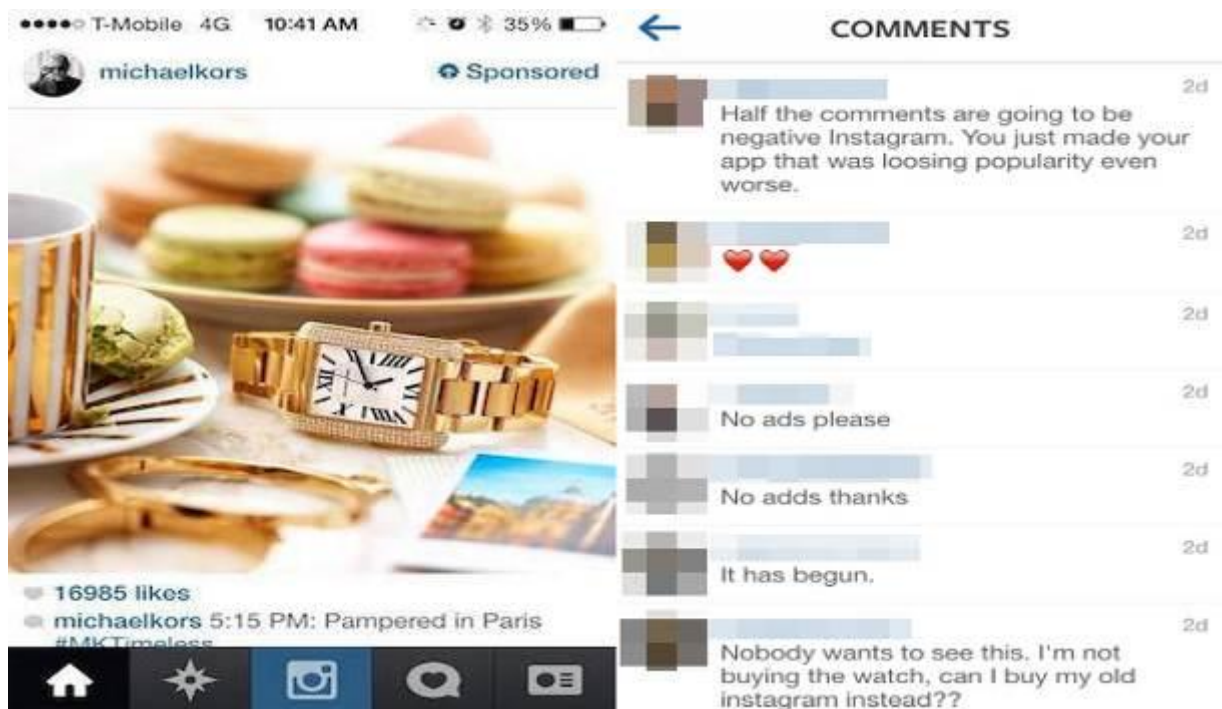 T-Mobile 4G 10:41 AM 35%
michaelkors Sponsored
16985 likes
michaelkors 5:15 PM: Pampered in Paris
#MKTimeless
COMMENTS
2d
Half the comments are going to be
negative Instagram. You just made your
app that was loosing popularity even
worse.
2d
2d
2d
No ads please
2d
No adds thanks
2d
It has begun.
2d
Nobody wants to see this. I'm not
buying the watch, can I buy my old
instagram instead??